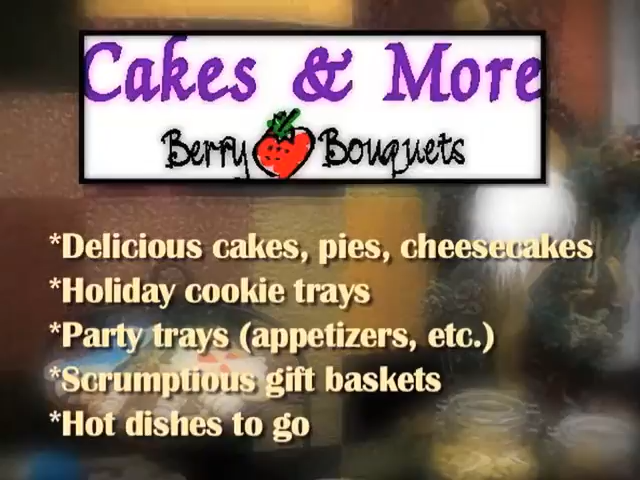 Cakes & More
Berry Bouquets
*Delicious cakes, pies, cheesecakes
*Holiday cookie trays
*Party trays (appetizers, etc.)
*Scrumptious gift baskets
*Hot dishes to go